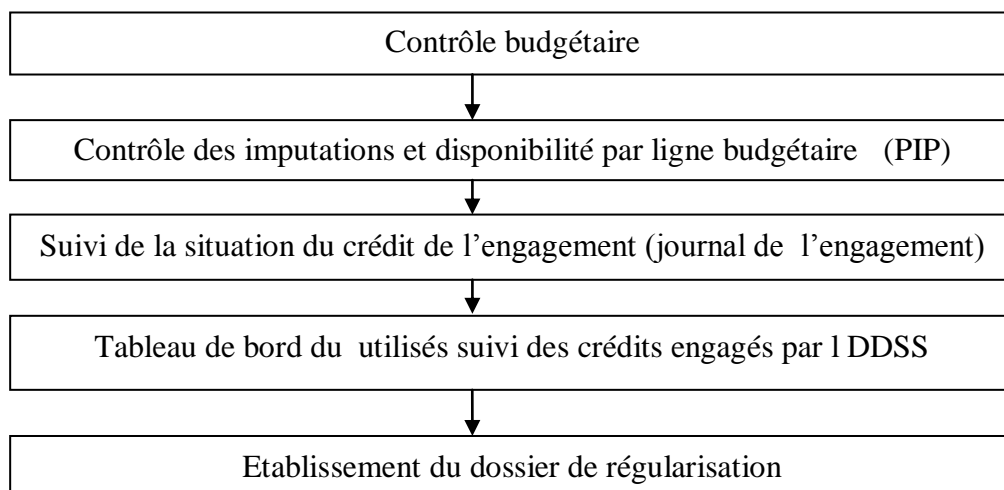 Contrôle budgétaire
Contrôle des imputations et disponibilité par ligne budgétaire (PIP)
Suivi de la situation du crédit de l’engagement (journal de l’engagement)
Tableau de bord du utilisés suivi des crédits engagés par l DDSS
Etablissement du dossier de régularisation